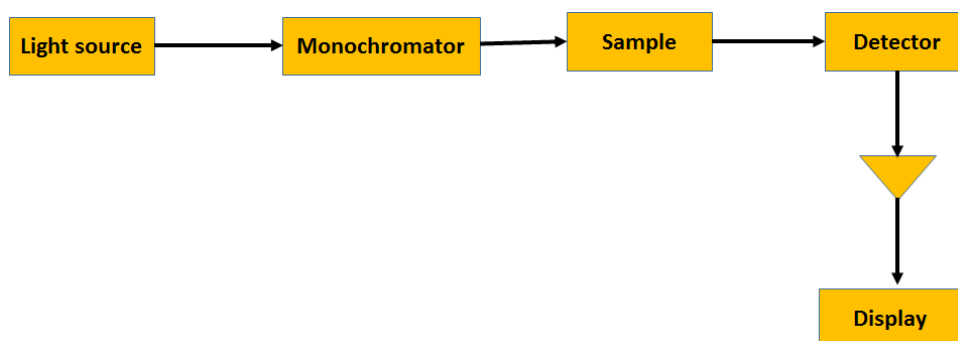 Light source
Monochromator
Sample
Detector
Display